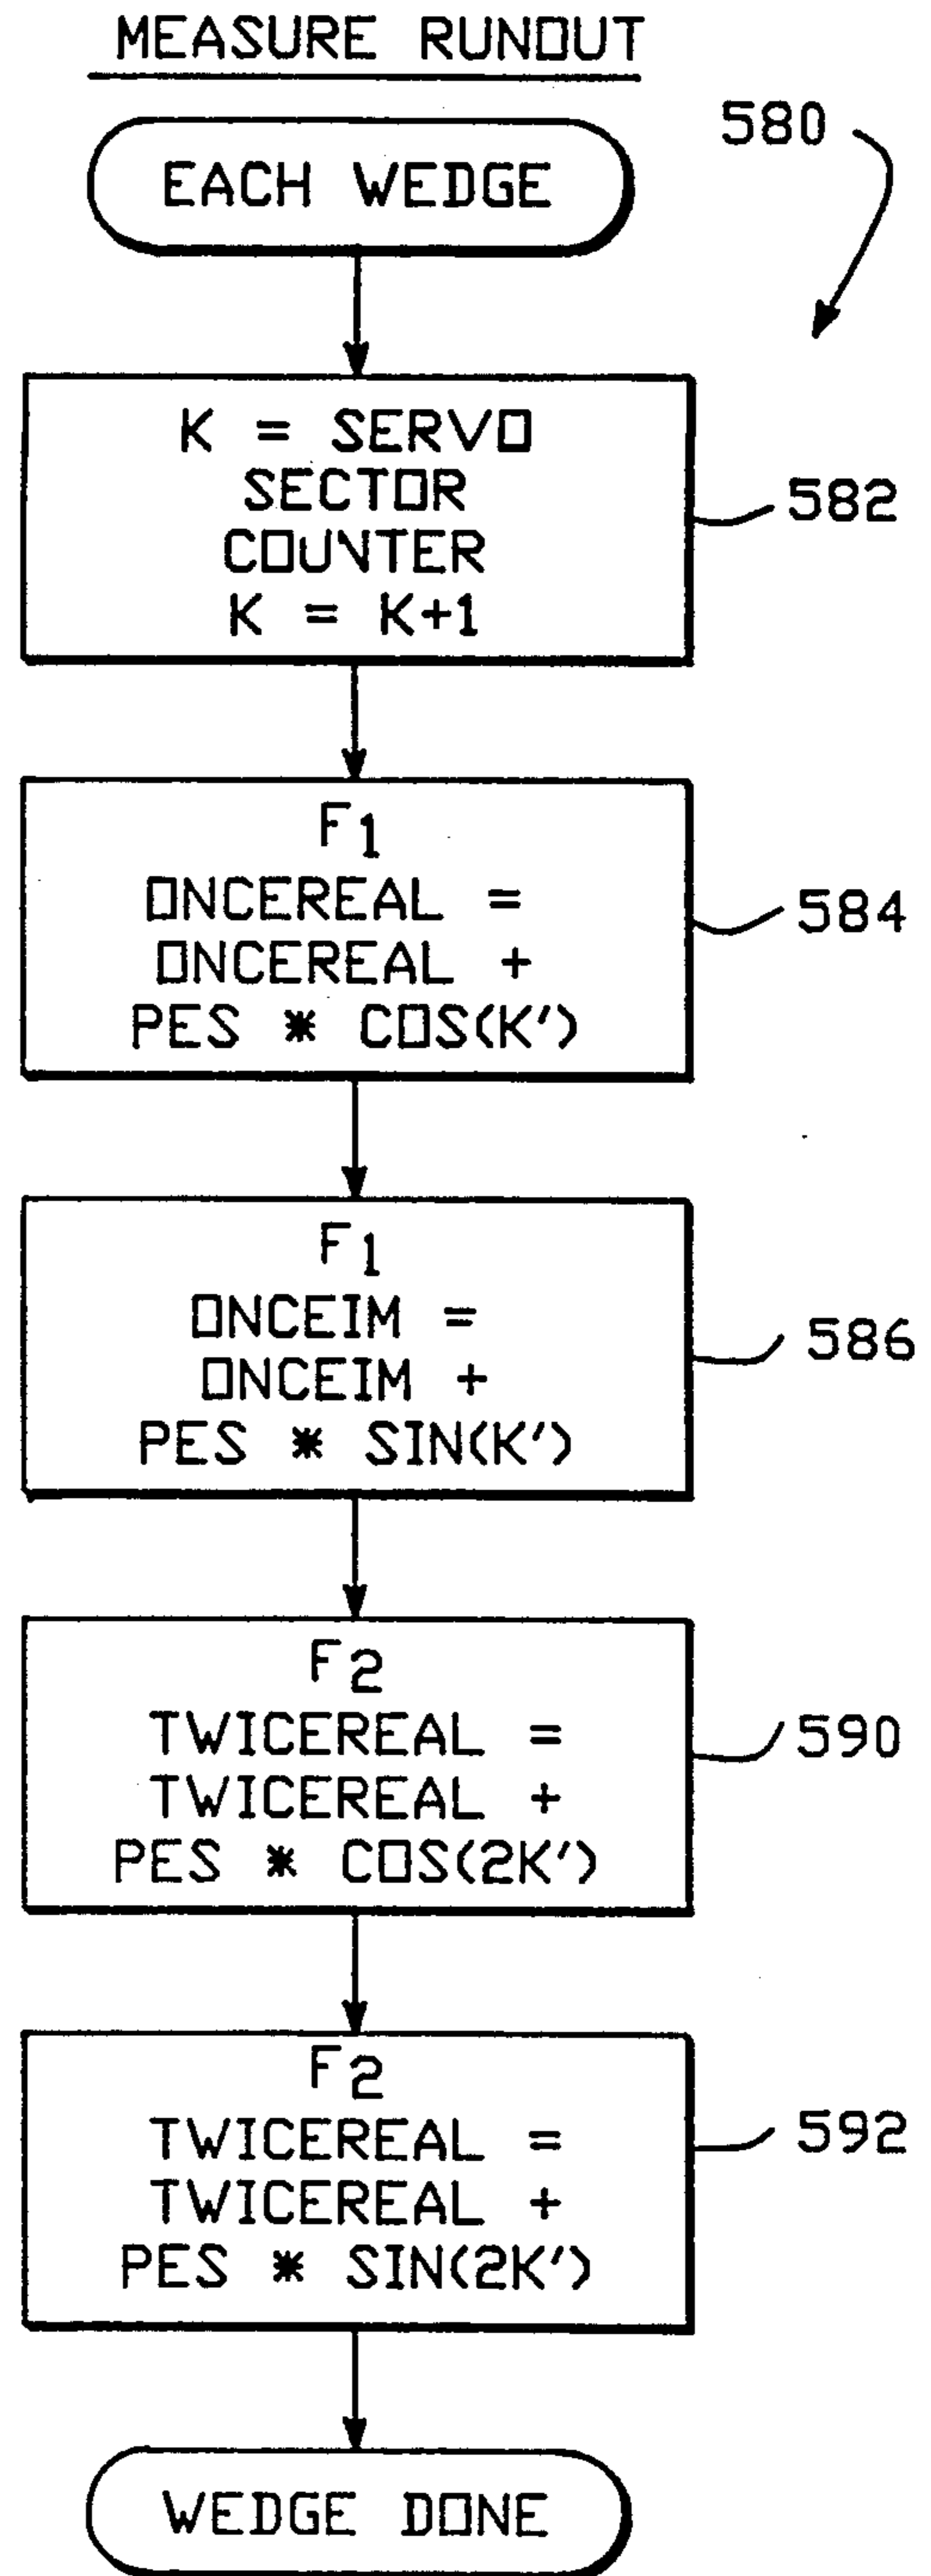 MEASURE RUNOUT
580
EACH WEDGE
K = SERVO
SECTOR
COUNTER
K = K+1
582
F1
ONCEREAL =
ONCEREAL +
PES * COS(K')
584
F1
ONCEIM =
ONCEIM +
PES * SIN(K')
586
F2
TWICEREAL =
TWICEREAL +
PES * COS(2K')
590
F2
TWICEREAL =
TWICEREAL +
PES * SIN(2K')
592
WEDGE DONE